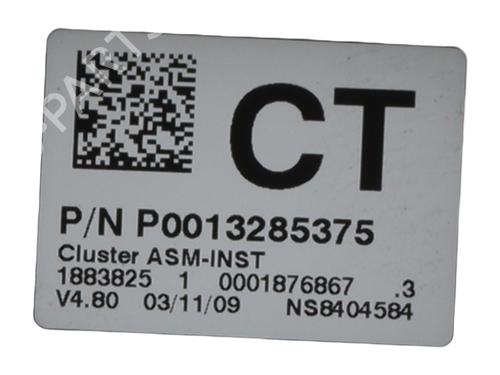 CT
P/N P0013285375
Cluster ASM-INST
1883825 1 0001876867 .3
V4.80 03/11/09 NS8404584